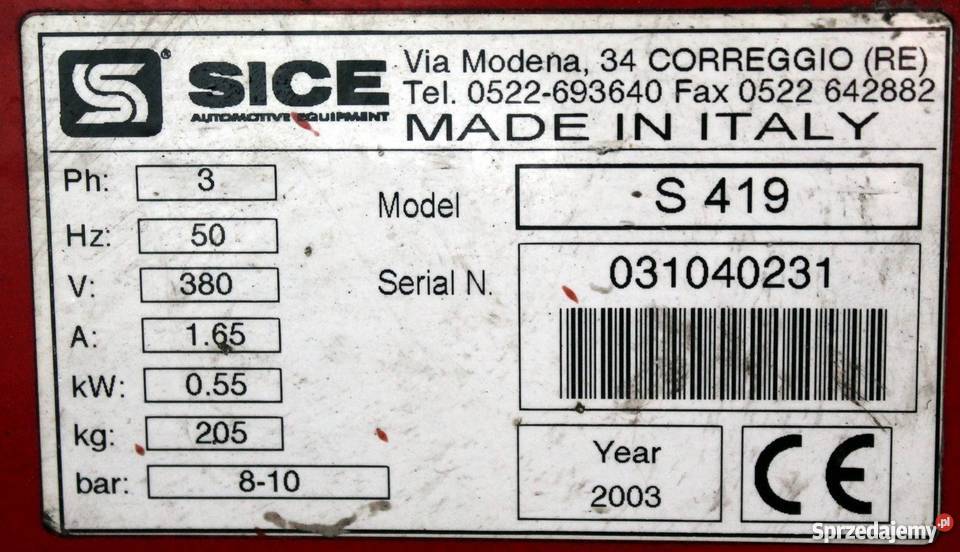 S® SICE
AUTOMOTIVE EQUIPMENT
Via Modena, 34 CORREGGIO (RE)
Tel. 0522-693640 Fax 0522 642882
MADE IN ITALY
Ph: 3
Hz: 50
V: 380
A: 1.65
kW: 0.55
kg: 205
bar: 8-10
Model S 419
Serial N. 031040231
Year
2003
CE
Sprzedajemy.pl